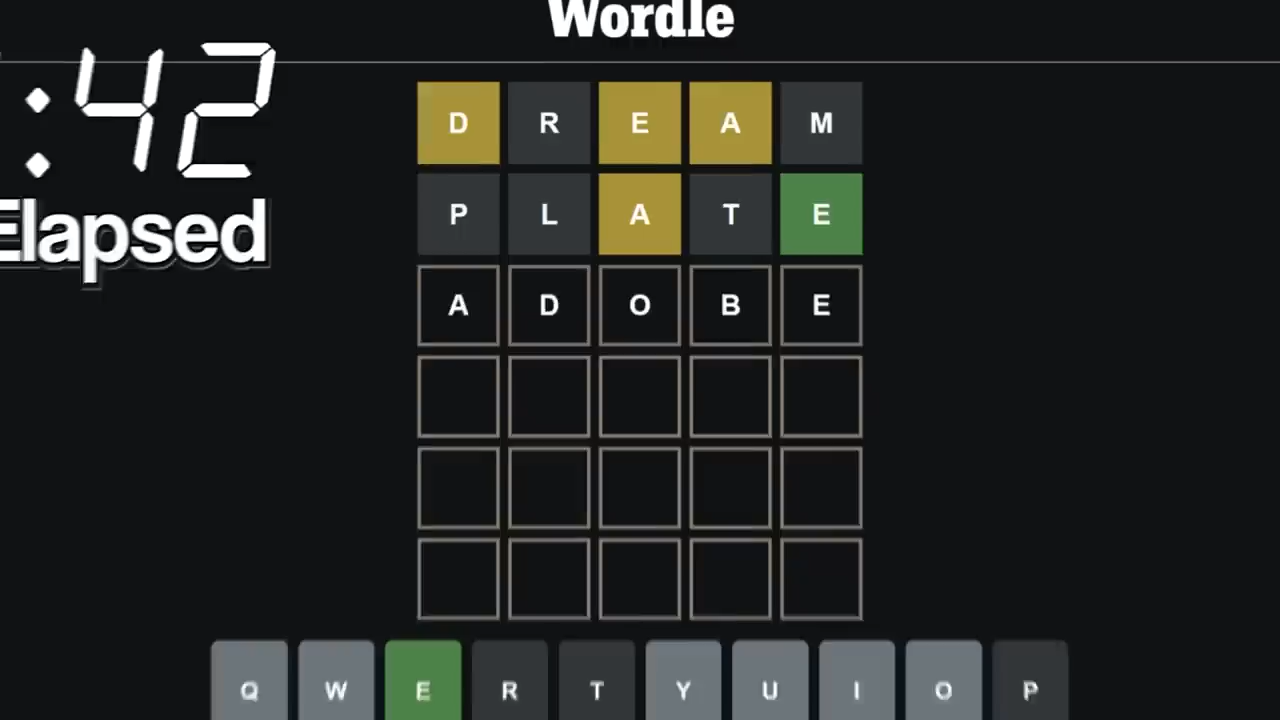 Wordle
:42
Elapsed
D R E A M
P L A T E
A D O B E
Q W E R T Y U I O P